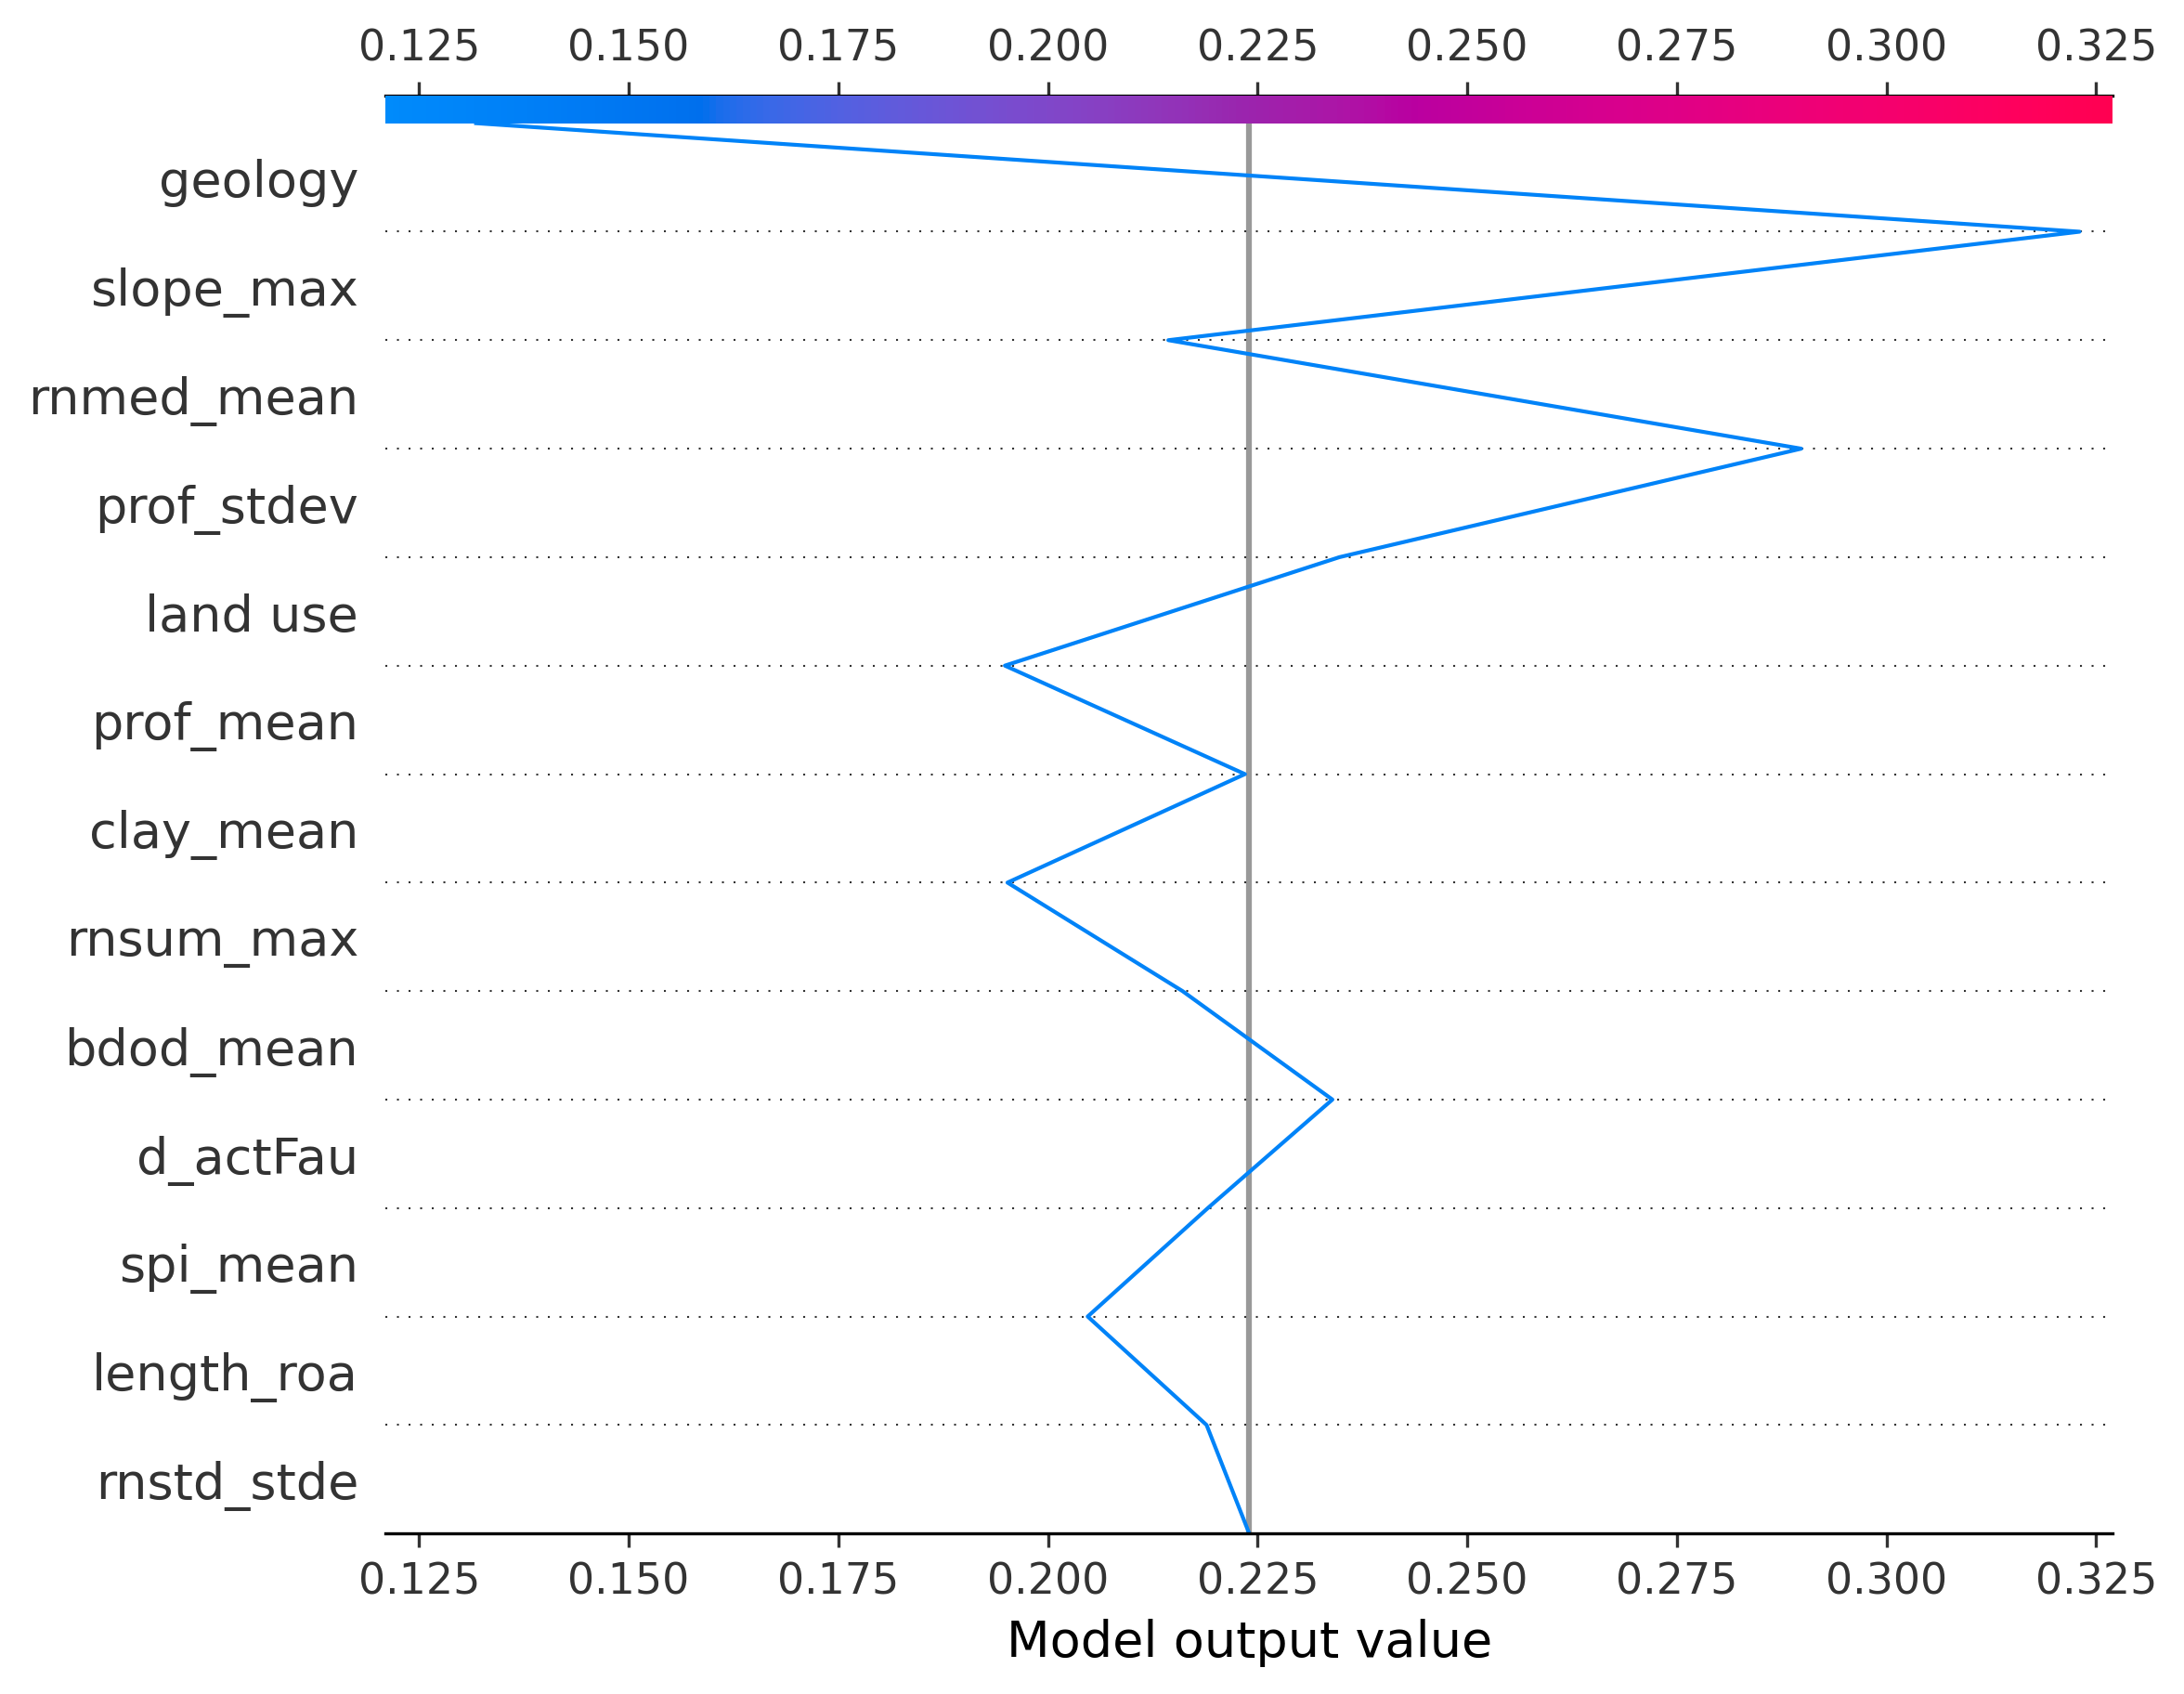 0.125 0.150 0.175 0.200 0.225 0.250 0.275 0.300 0.325
geology
slope_max
rnmed_mean
prof_stdev
land use
prof_mean
clay_mean
rnsum_max
bdod_mean
d_actFau
spi_mean
length_roa
rnstd_stde
0.125 0.150 0.175 0.200 0.225 0.250 0.275 0.300 0.325
Model output value